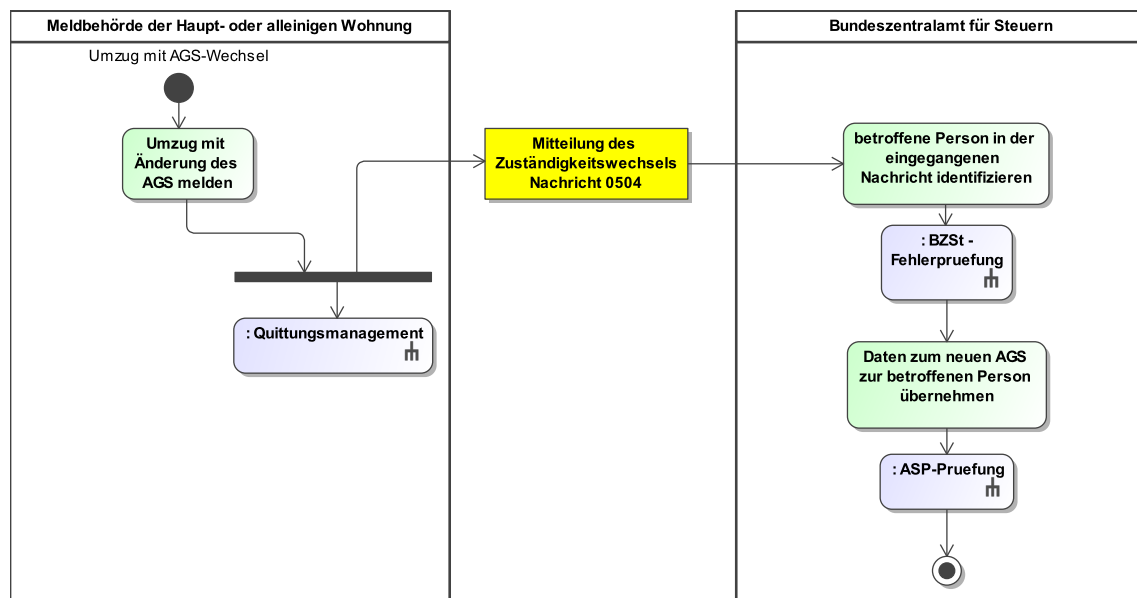 Meldbehörde der Haupt- oder alleinigen Wohnung
Umzug mit AGS-Wechsel
Umzug mit
Änderung des
AGS melden
: Quittungsmanagement
Mitteilung des
Zuständigkeitswechsels
Nachricht 0504
Bundeszentralamt für Steuern
betroffene Person in der
eingegangenen
Nachricht identifizieren
: BZSt -
Fehlerpruefung
Daten zum neuen AGS
zur betroffenen Person
übernehmen
: ASP-Pruefung